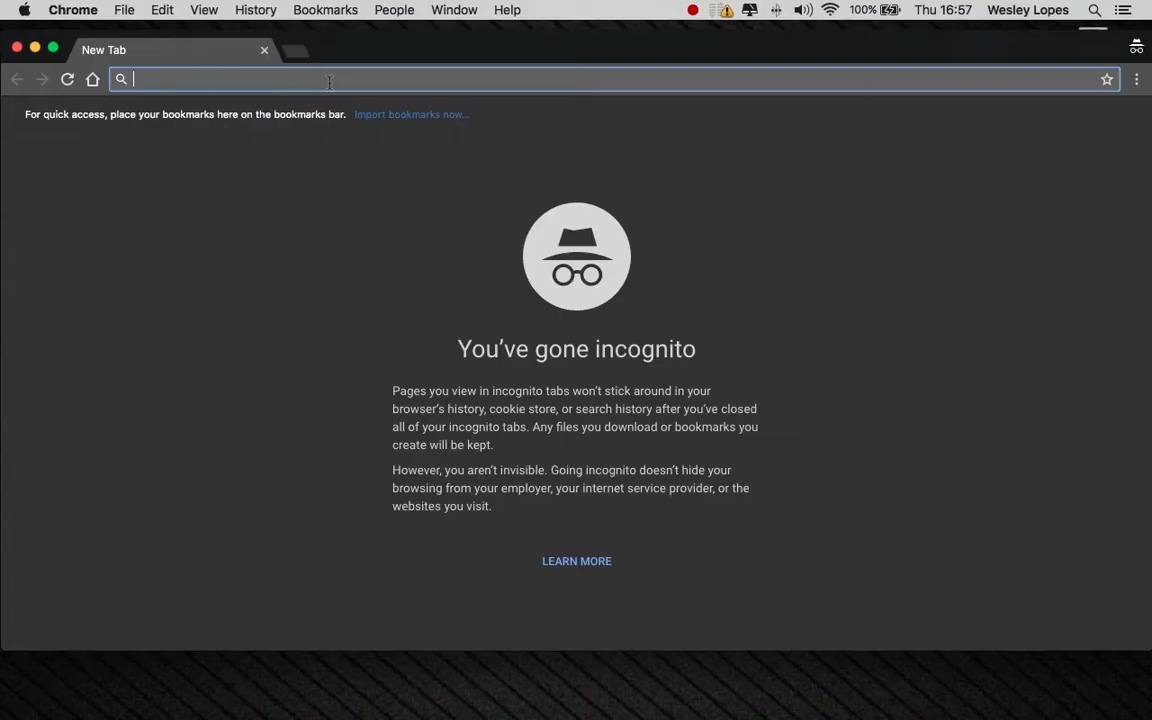 Chrome File Edit View History Bookmarks People Window Help 100% Thu 16:57 Wesley Lopes
New Tab
For quick access, place your bookmarks here on the bookmarks bar. Import bookmarks now...
You’ve gone incognito
Pages you view in incognito tabs won’t stick around in your
browser’s history, cookie store, or search history after you’ve closed
all of your incognito tabs. Any files you download or bookmarks you
create will be kept.
However, you aren’t invisible. Going incognito doesn’t hide your
browsing from your employer, your internet service provider, or the
websites you visit.
LEARN MORE